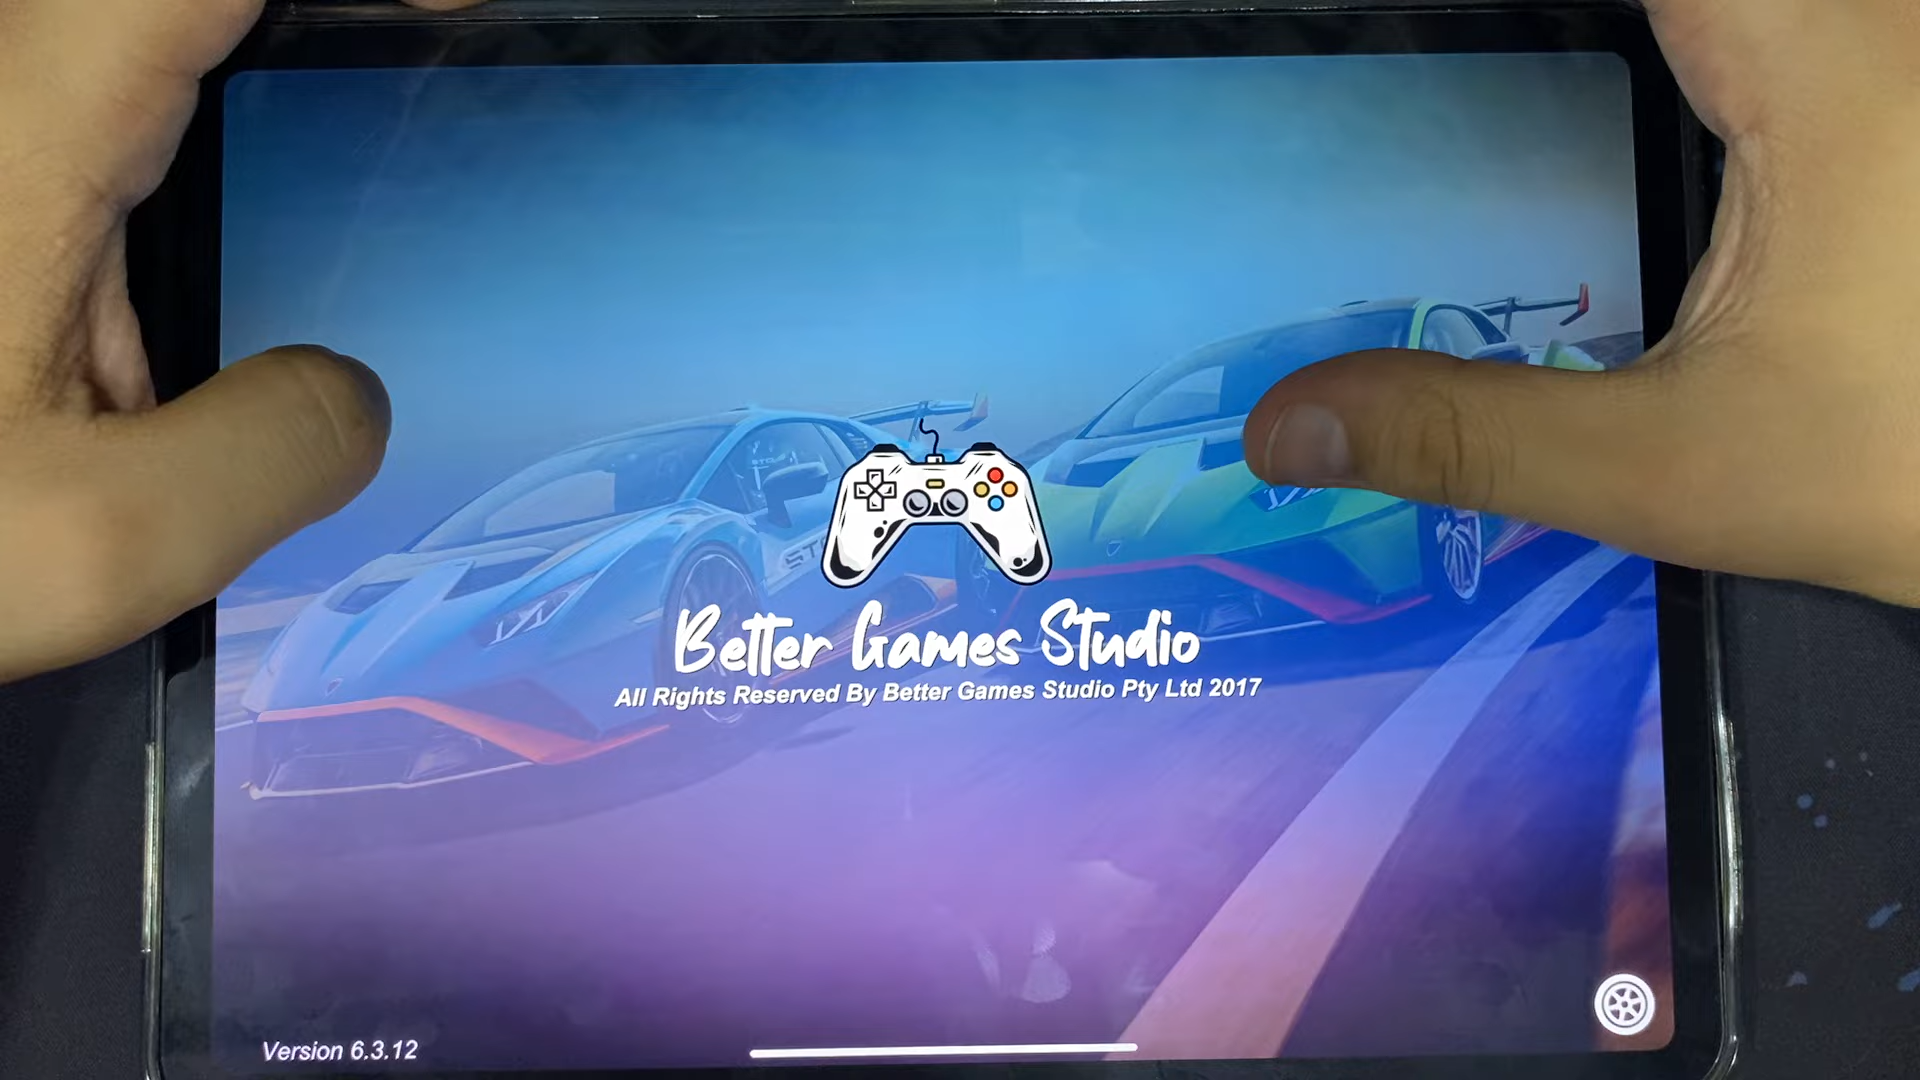 Better Games Studio
All Rights Reserved By Better Games Studio Pty Ltd 2017
Version 6.3.12